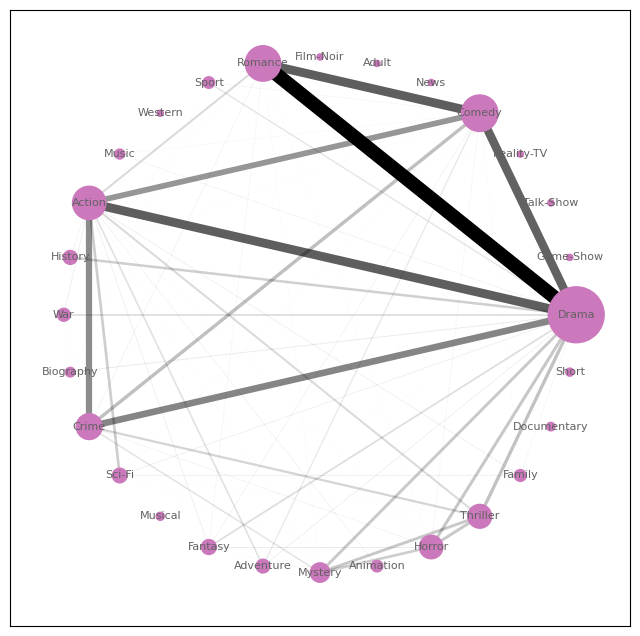 Film-Noir
Romance
Adult
Sport
News
Western
Comedy
Music
Reality-TV
Action
Talk-Show
History
Game-Show
War
Drama
Biography
Short
Crime
Documentary
Sci-Fi
Family
Musical
Thriller
Fantasy
Horror
Adventure
Animation
Mystery